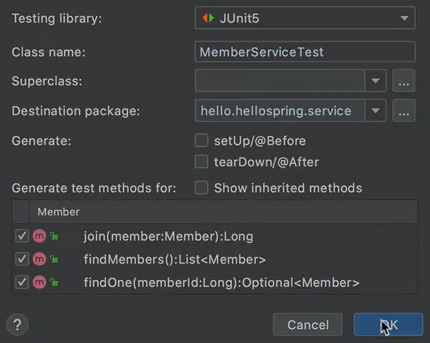 Testing library: JUnit5
Class name: MemberServiceTest
Superclass: ...
Destination package: hello.hellospring.service ...
Generate: setUp/@Before
tearDown/@After
Generate test methods for: Show inherited methods
Member
m join(member:Member):Long
m findMembers():List<Member>
m findOne(memberId:Long):Optional<Member>
? Cancel OK